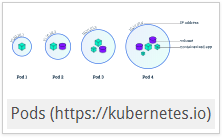 IP address
volume
containerized app
Pod 1
Pod 2
Pod 3
Pod 4
Pods (https://kubernetes.io)